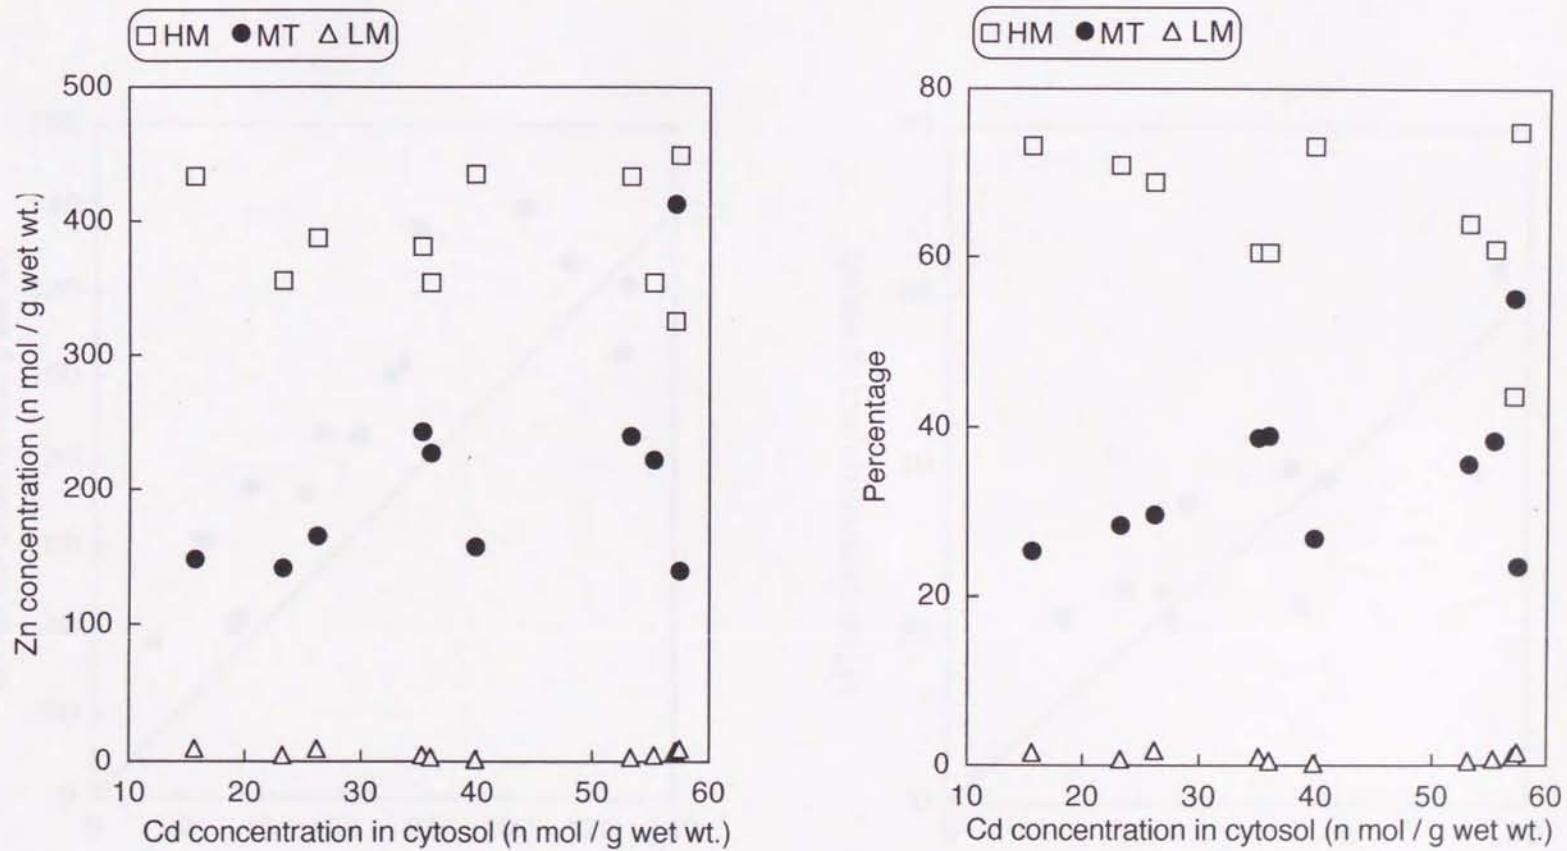 □ HM ● MT △ LM
500
400
300
200
100
0
10 20 30 40 50 60
Zn concentration (n mol / g wet wt.)
Cd concentration in cytosol (n mol / g wet wt.)
□ HM ● MT △ LM
80
60
40
20
0
10 20 30 40 50 60
Percentage
Cd concentration in cytosol (n mol / g wet wt.)